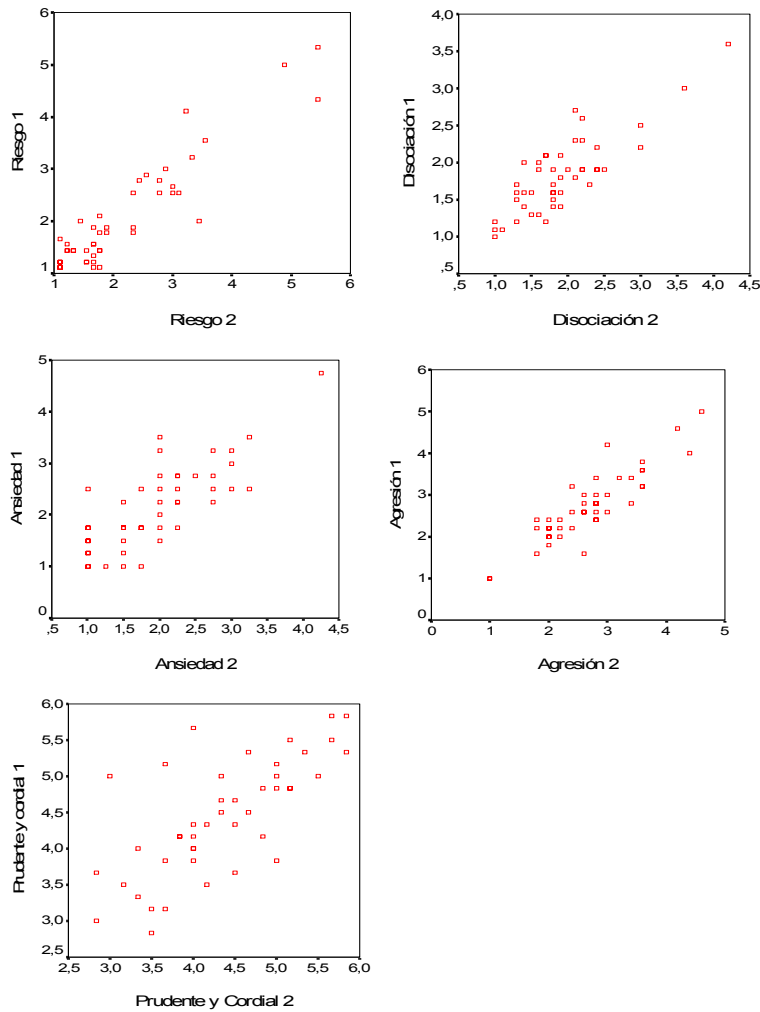 6
5
4
3
2
1
1 2 3 4 5 6
Riesgo 1
Riesgo 2
4,0
3,5
3,0
2,5
2,0
1,5
1,0
,5
,5 1,0 1,5 2,0 2,5 3,0 3,5 4,0 4,5
Disociación 1
Disociación 2
5
4
3
2
1
0
,5 1,0 1,5 2,0 2,5 3,0 3,5 4,0 4,5
Ansiedad 1
Ansiedad 2
6
5
4
3
2
1
0
0 1 2 3 4 5
Agresión 1
Agresión 2
6,0
5,5
5,0
4,5
4,0
3,5
3,0
2,5
2,5 3,0 3,5 4,0 4,5 5,0 5,5 6,0
Prudente y cordial 1
Prudente y Cordial 2